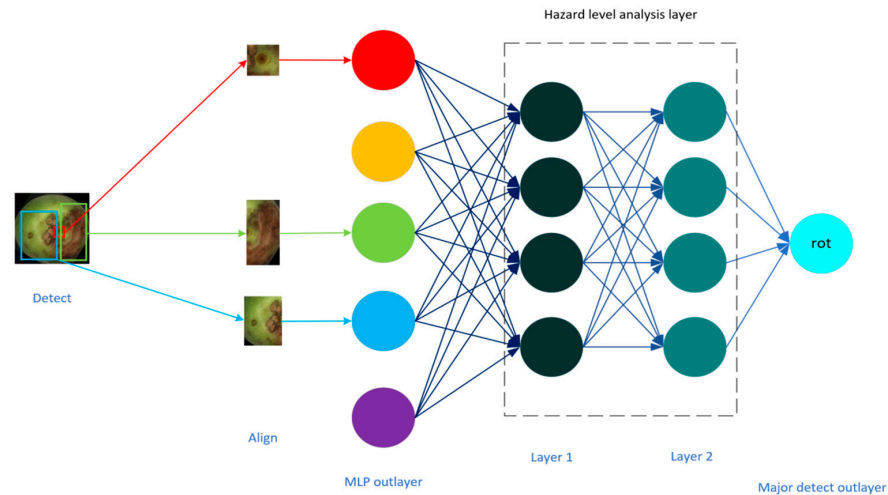 Hazard level analysis layer
rot
Detect
Align
Layer 1
Layer 2
MLP outlayer
Major detect outlayer